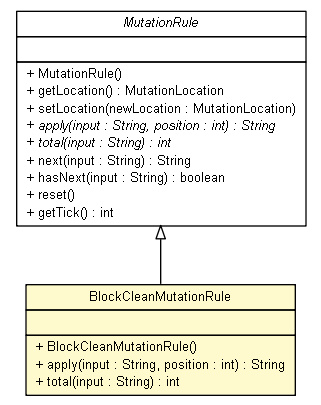 MutationRule
+ MutationRule()
+ getLocation() : MutationLocation
+ setLocation(newLocation : MutationLocation)
+ apply(input : String, position : int) : String
+ total(input : String) : int
+ next(input : String) : String
+ hasNext(input : String) : boolean
+ reset()
+ getTick() : int
BlockCleanMutationRule
+ BlockCleanMutationRule()
+ apply(input : String, position : int) : String
+ total(input : String) : int